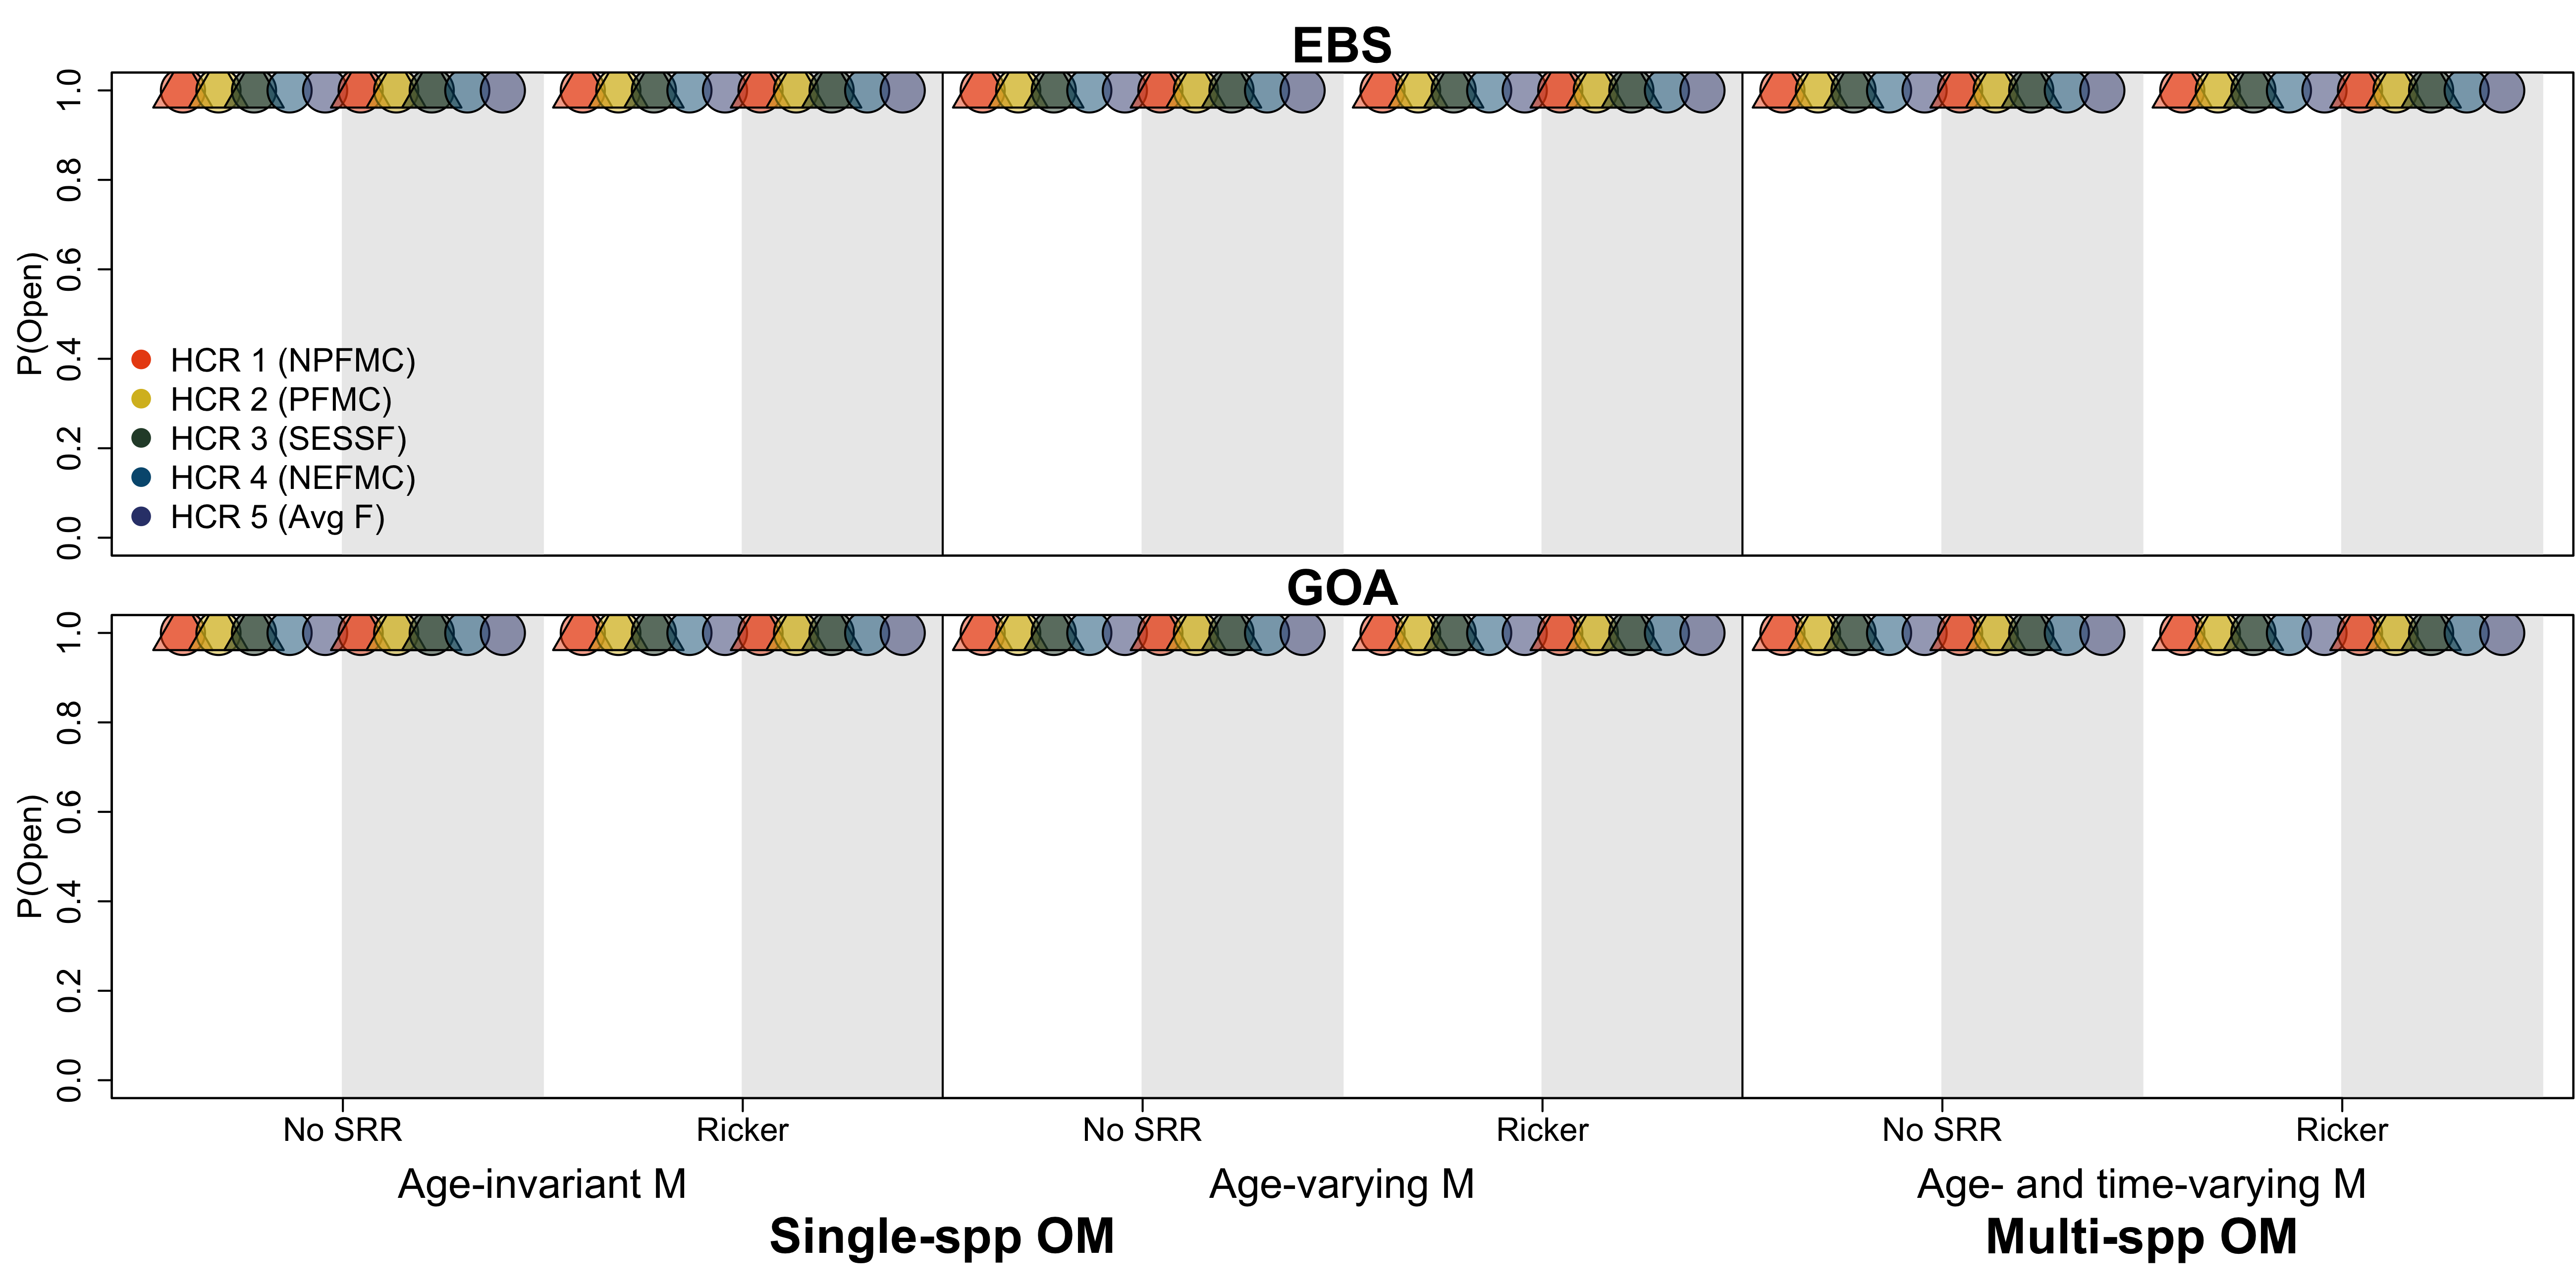 EBS
P(Open)
1.0
0.8
0.6
0.4
0.2
0.0
HCR 1 (NPFMC)
HCR 2 (PFMC)
HCR 3 (SESSF)
HCR 4 (NEFMC)
HCR 5 (Avg F)
GOA
P(Open)
1.0
0.8
0.6
0.4
0.2
0.0
No SRR Ricker No SRR Ricker No SRR Ricker
Age-invariant M Age-varying M Age- and time-varying M
Single-spp OM Multi-spp OM